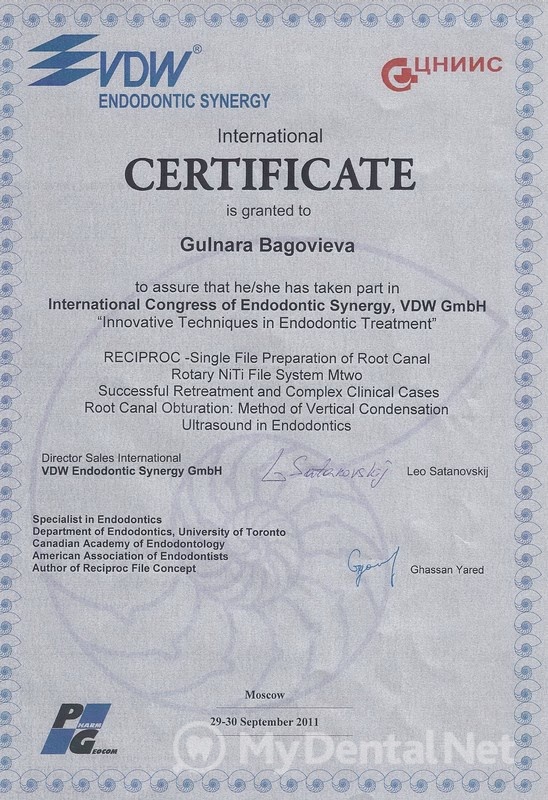 VDW®
ENDODONTIC SYNERGY
ЦНИИС
International
CERTIFICATE
is granted to
Gulnara Bagovieva
to assure that he/she has taken part in
International Congress of Endodontic Synergy, VDW GmbH
“Innovative Techniques in Endodontic Treatment”
RECIPROC -Single File Preparation of Root Canal
Rotary NiTi File System Mtwo
Successful Retreatment and Complex Clinical Cases
Root Canal Obturation: Method of Vertical Condensation
Ultrasound in Endodontics
Director Sales International
VDW Endodontic Synergy GmbH
L Satanovskij
Leo Satanovskij
Specialist in Endodontics
Department of Endodontics, University of Toronto
Canadian Academy of Endodontology
American Association of Endodontists
Author of Reciproc File Concept
Ghassan Yared
Moscow
29-30 September 2011
PHARM
GEOCOM
MyDentalNet